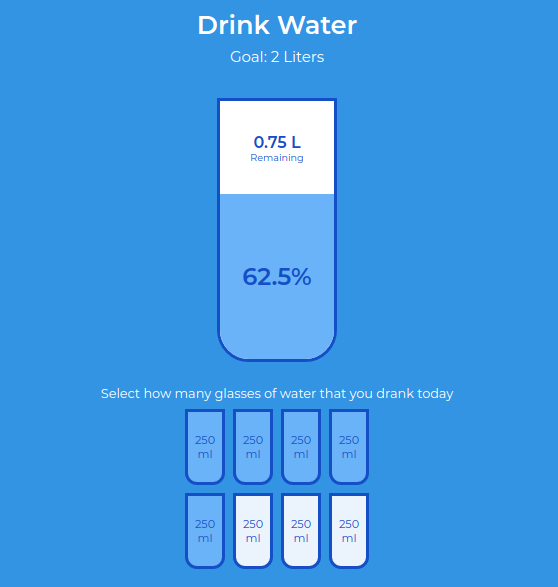 Drink Water
Goal: 2 Liters
0.75 L
Remaining
62.5%
Select how many glasses of water that you drank today
250 250 250 250
ml ml ml ml
250 250 250 250
ml ml ml ml